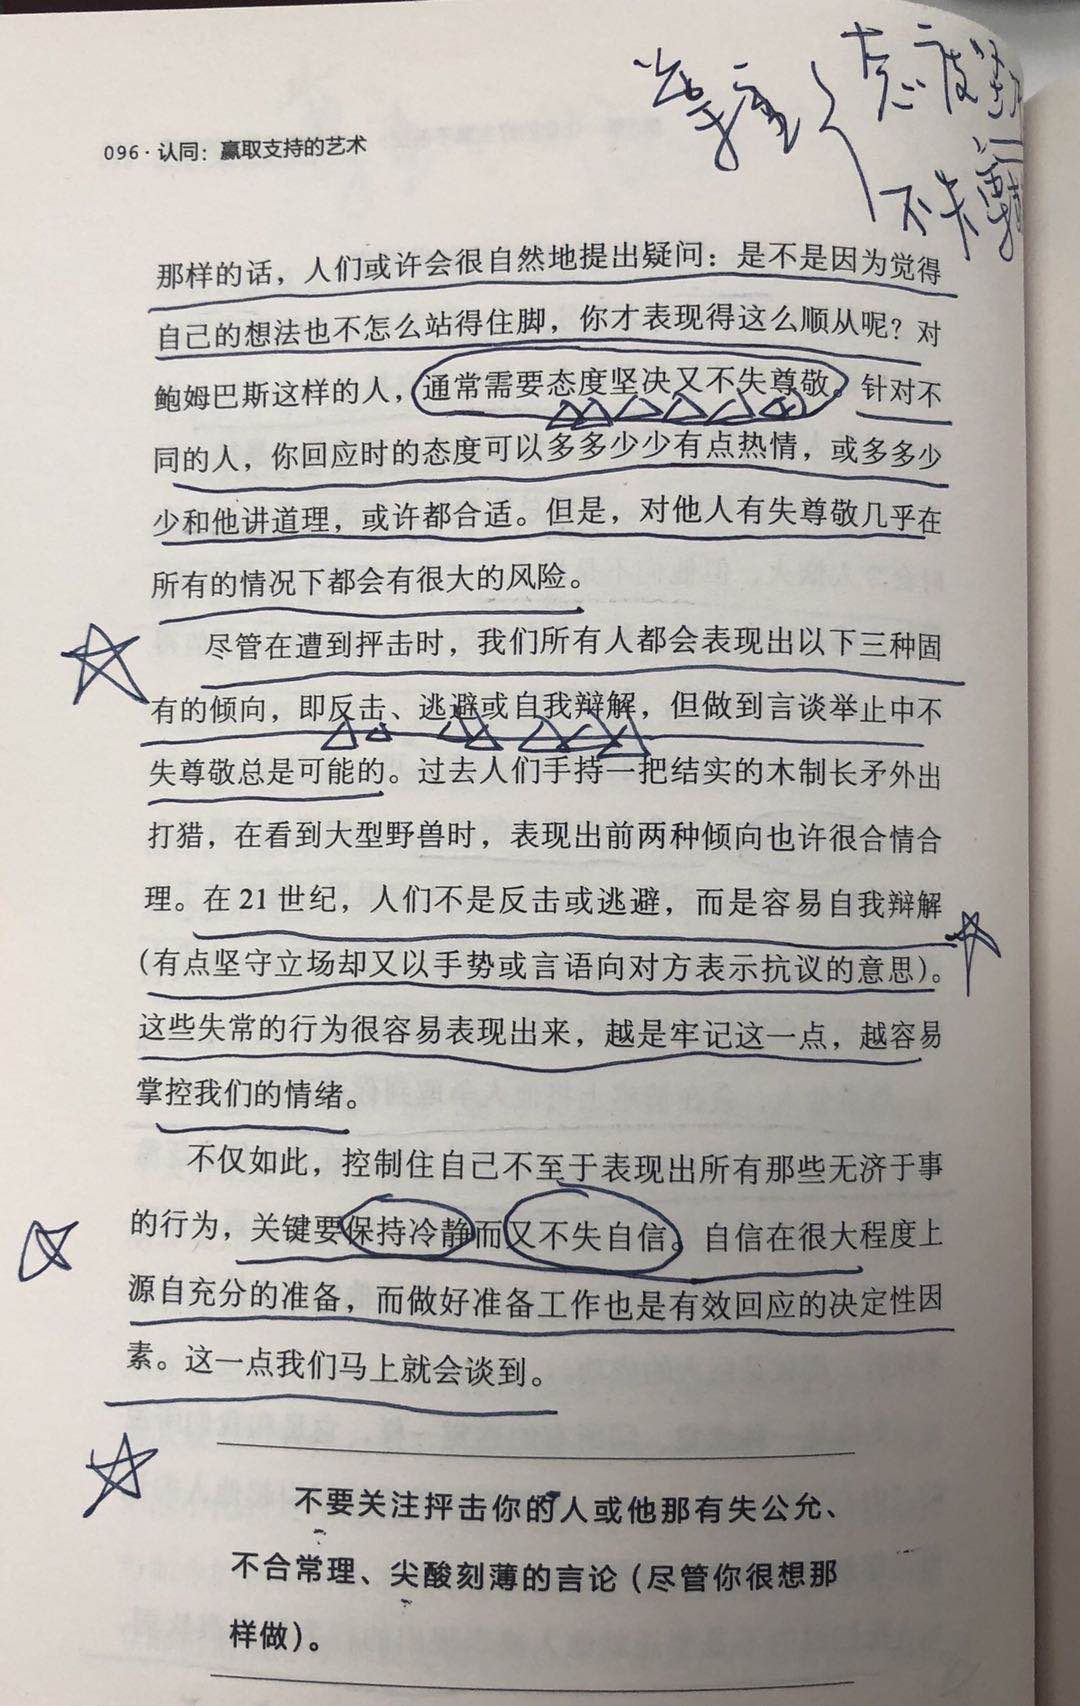 096·认同：赢取支持的艺术
尊重
态度坚
不失尊
那样的话，人们或许会很自然地提出疑问：是不是因为觉得
自己的想法也不怎么站得住脚，你才表现得这么顺从呢？对
鲍姆巴斯这样的人，通常需要态度坚决又不失尊敬。针对不
同的人，你回应时的态度可以多多少少有点热情，或多多少
少和他讲道理，或许都合适。但是，对他人有失尊敬几乎在
所有的情况下都会有很大的风险。
尽管在遭到抨击时，我们所有人都会表现出以下三种固
有的倾向，即反击、逃避或自我辩解，但做到言谈举止中不
失尊敬总是可能的。过去人们手持一把结实的木制长矛外出
打猎，在看到大型野兽时，表现出前两种倾向也许很合情合
理。在21世纪，人们不是反击或逃避，而是容易自我辩解
（有点坚守立场却又以手势或言语向对方表示抗议的意思）。
这些失常的行为很容易表现出来，越是牢记这一点，越容易
掌控我们的情绪。
不仅如此，控制住自己不至于表现出所有那些无济于事
的行为，关键要保持冷静而又不失自信。自信在很大程度上
源自充分的准备，而做好准备工作也是有效回应的决定性因
素。这一点我们马上就会谈到。
不要关注抨击你的人或他那有失公允、
不合常理、尖酸刻薄的言论（尽管你很想那
样做）。